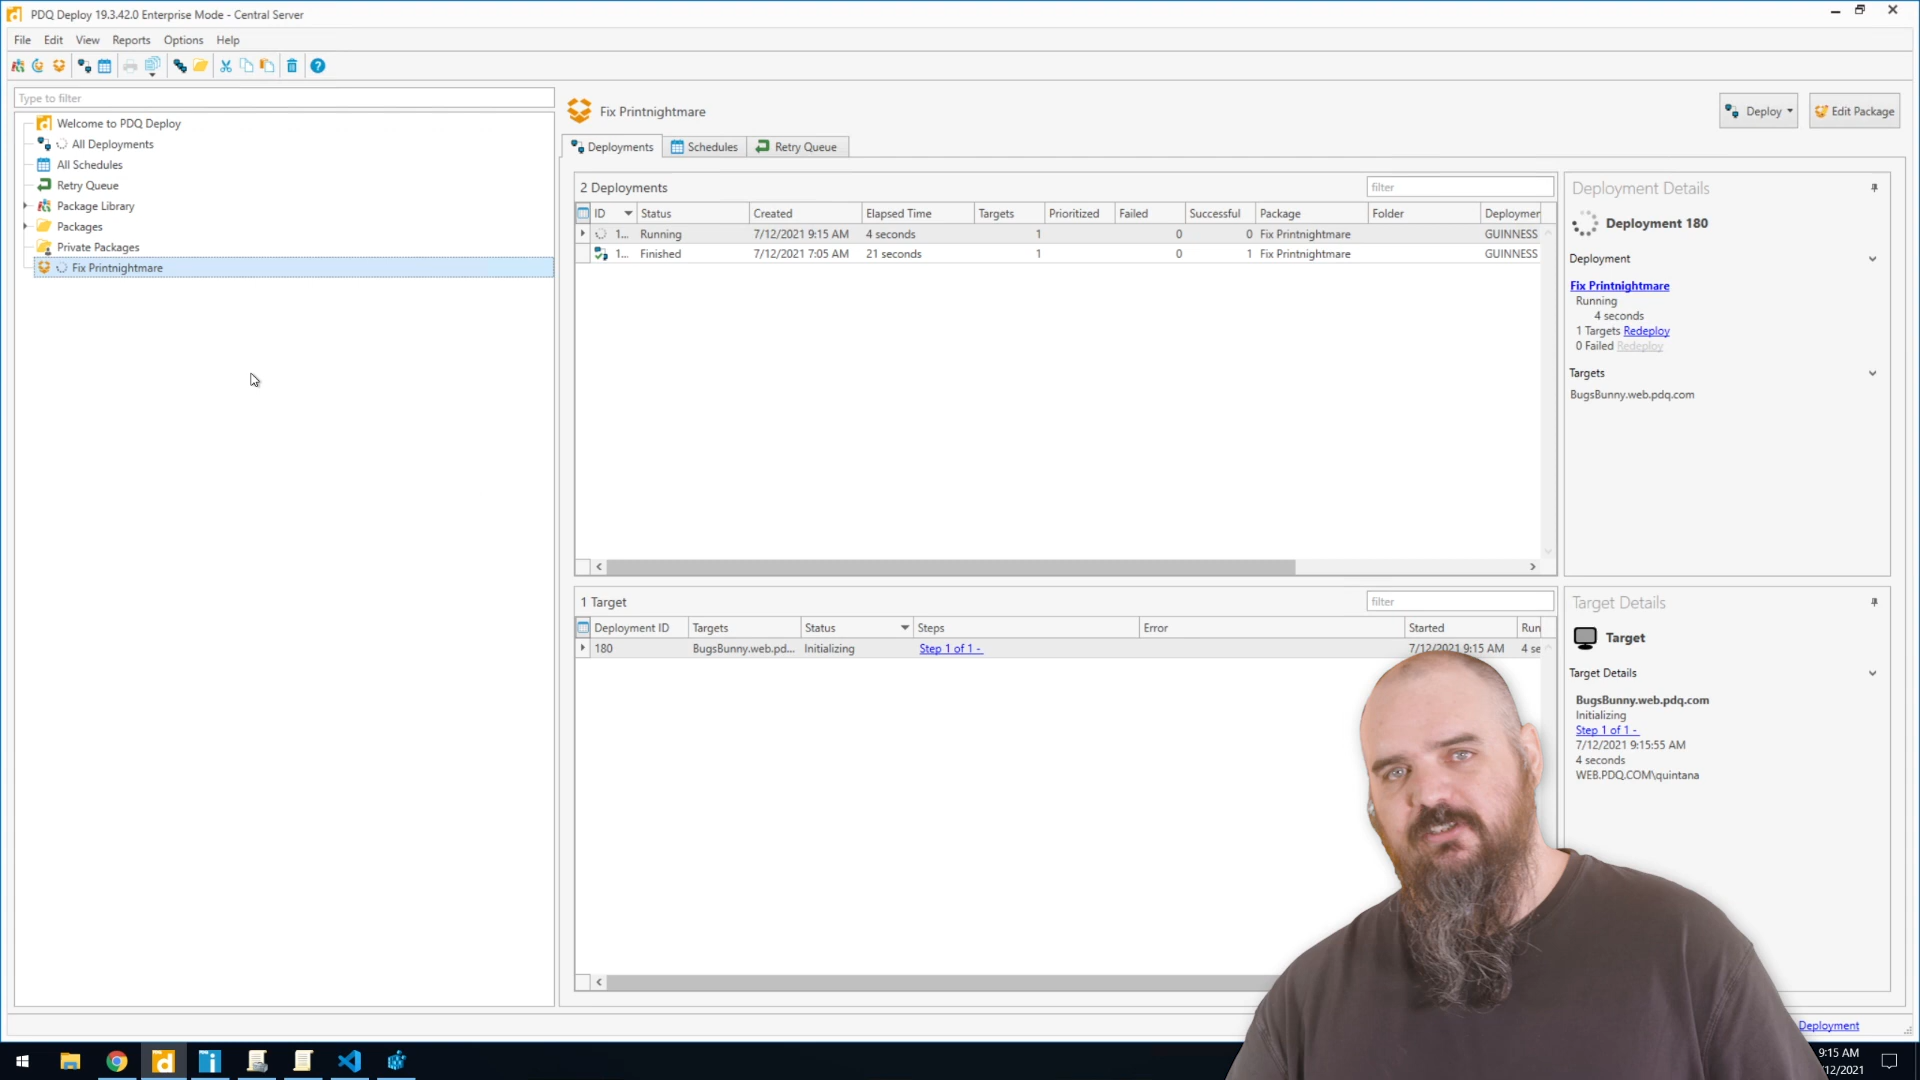 PDQ Deploy 19.3.42.0 Enterprise Mode - Central Server
File Edit View Reports Options Help
Type to filter
Welcome to PDQ Deploy
All Deployments
All Schedules
Retry Queue
Package Library
Packages
Private Packages
Fix Printnightmare
Fix Printnightmare
Deploy
Edit Package
Deployments Schedules Retry Queue
2 Deployments
filter
ID Status Created Elapsed Time Targets Prioritized Failed Successful Package Folder Deploymer
1... Running 7/12/2021 9:15 AM 4 seconds 1 0 0 Fix Printnightmare GUINNESS
1... Finished 7/12/2021 7:05 AM 21 seconds 1 0 1 Fix Printnightmare GUINNESS
1 Target
filter
Deployment ID Targets Status Steps Error Started Run
180 BugsBunny.web.pd... Initializing Step 1 of 1 - 7/12/2021 9:15 AM 4 se
Deployment Details
Deployment 180
Deployment
Fix Printnightmare
Running
4 seconds
1 Targets Redeploy
0 Failed Redeploy
Targets
BugsBunny.web.pdq.com
Target Details
Target
Target Details
BugsBunny.web.pdq.com
Initializing
Step 1 of 1 -
7/12/2021 9:15:55 AM
4 seconds
WEB.PDQ.COM\quintana
Deployment
9:15 AM
12/2021